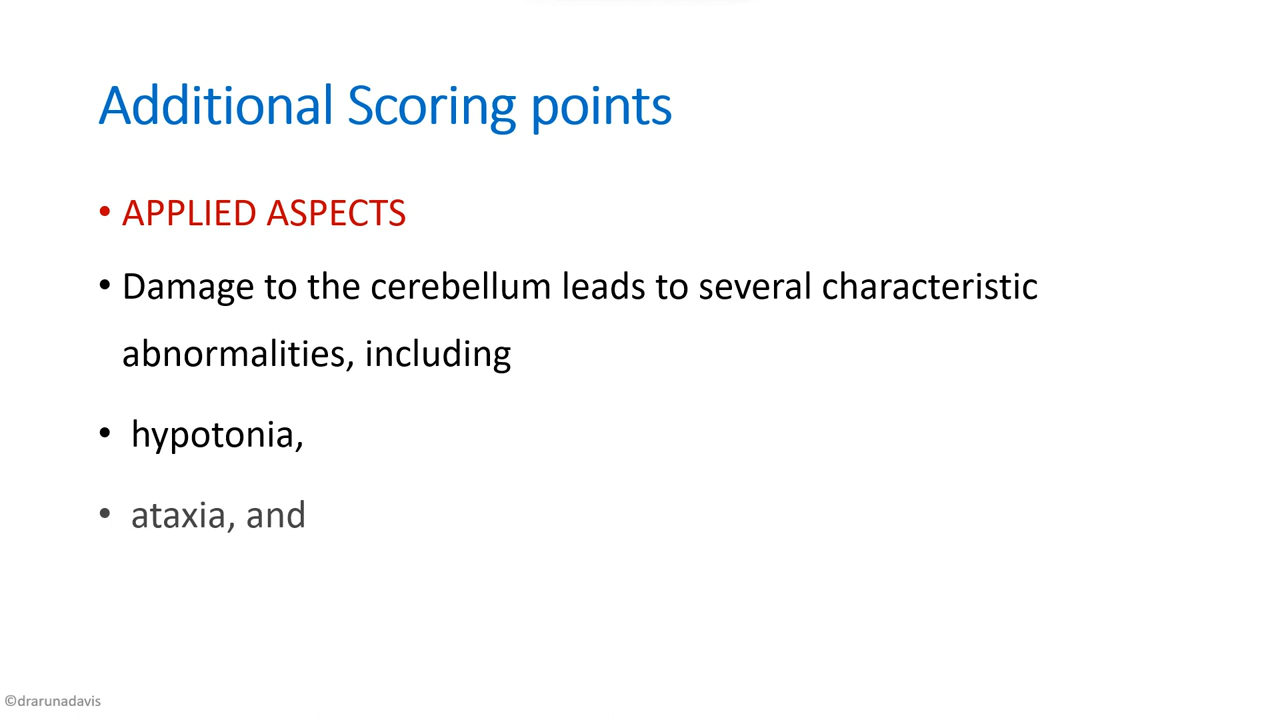 Additional Scoring points
• APPLIED ASPECTS
• Damage to the cerebellum leads to several characteristic
abnormalities, including
• hypotonia,
• ataxia, and
©drarunadavis